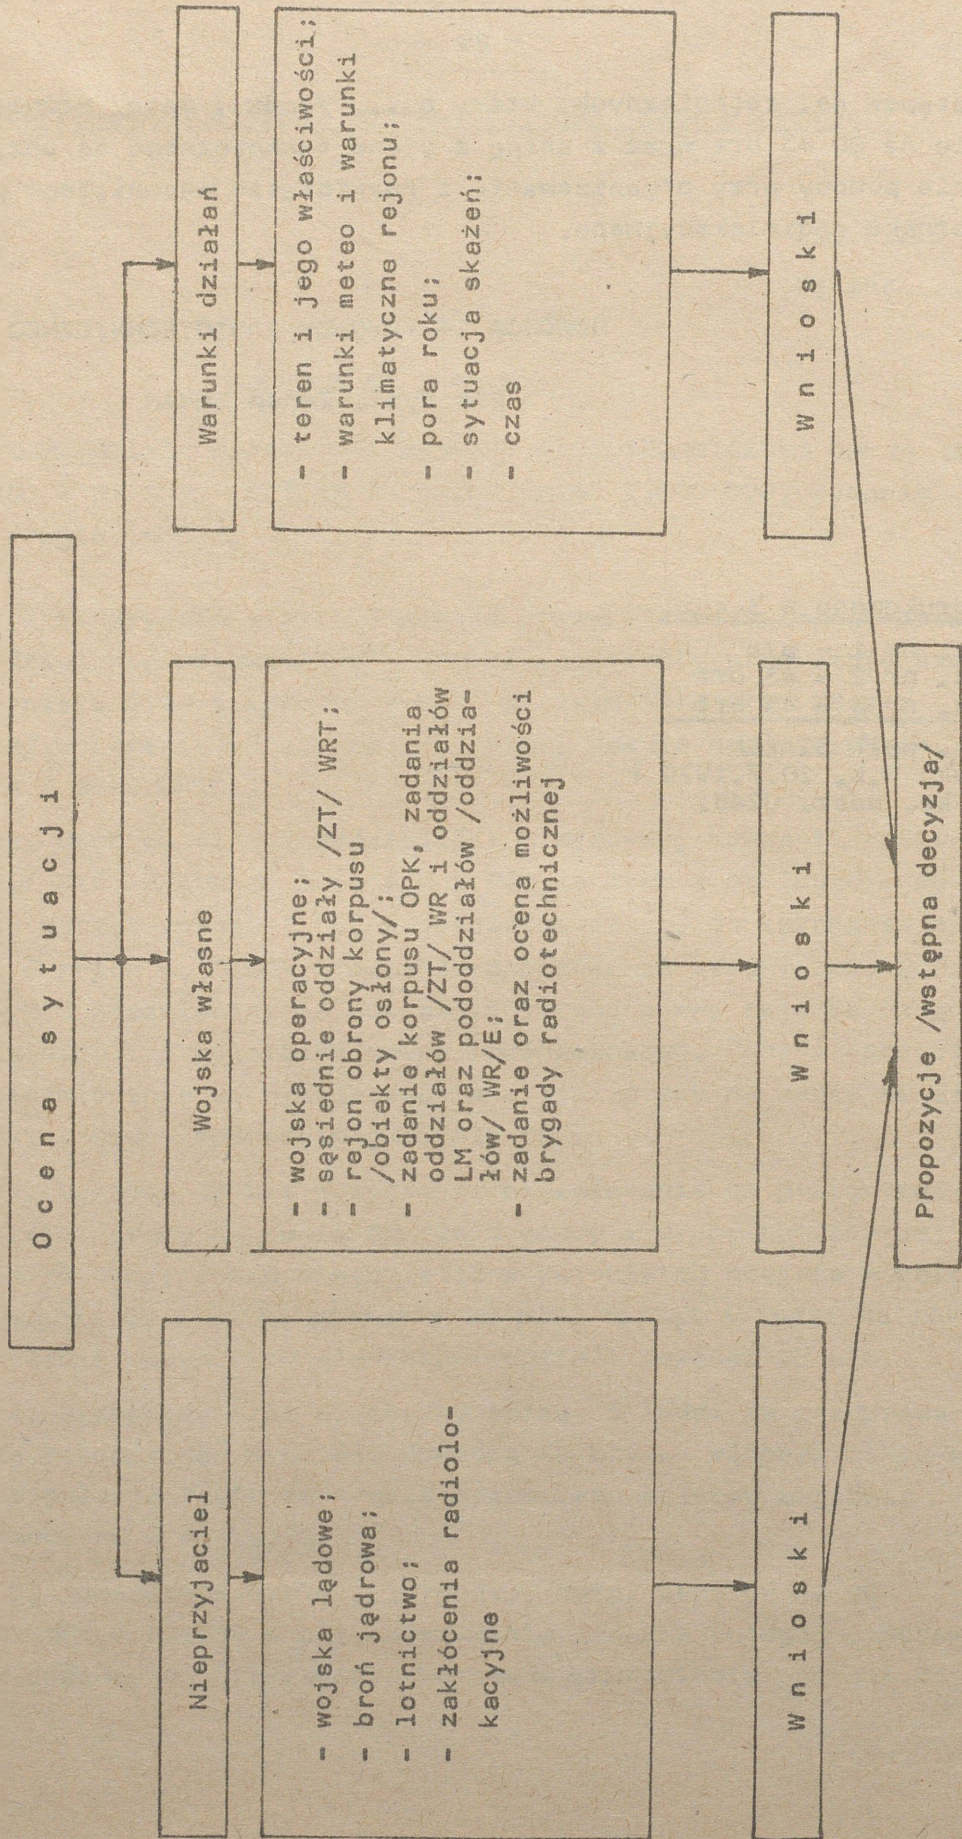 O c e n a   s y t u a c j i
Nieprzyjaciel
- wojska lądowe;
- broń jądrowa;
- lotnictwo;
- zakłócenia radiolo-
kacyjne
W n i o s k i
Wojska własne
- wojska operacyjne;
- sąsiednie oddziały /ZT/ WRT;
- rejon obrony korpusu
/obiekty osłony/;
- zadanie korpusu OPK, zadania
oddziałów /ZT/ WR i oddziałów
LM oraz pododdziałów /oddzia-
łów/ WR/E;
- zadanie oraz ocena możliwości
brygady radiotechnicznej
W n i o s k i
Warunki działań
- teren i jego właściwości;
- warunki meteo i warunki
klimatyczne rejonu;
- pora roku;
- sytuacja skażeń;
- czas
W n i o s k i
Propozycje /wstępna decyzja/